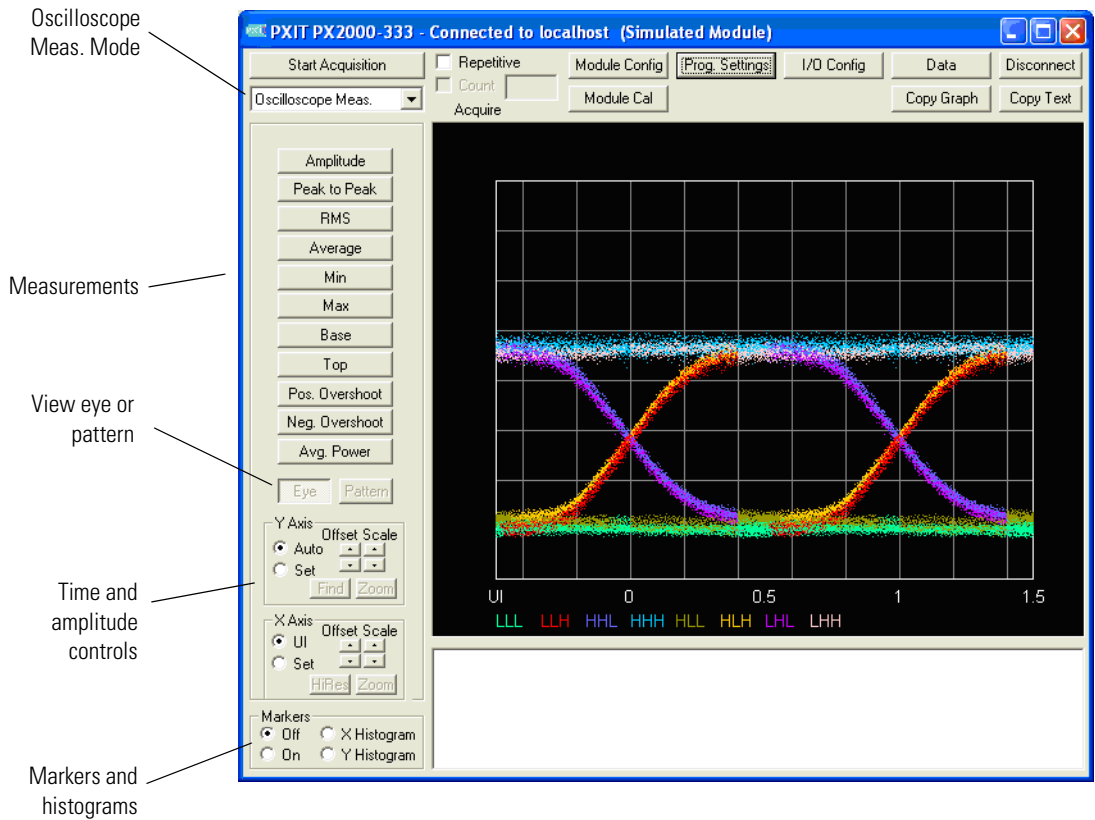 Oscilloscope
Meas. Mode
Measurements
View eye or
pattern
Time and
amplitude
controls
Markers and
histograms
PXIT PX2000-333 - Connected to localhost (Simulated Module)
Start Acquisition
Oscilloscope Meas.
Repetitive
Count
Acquire
Module Config
Prog. Settings
I/O Config
Data
Disconnect
Module Cal
Copy Graph
Copy Text
Amplitude
Peak to Peak
RMS
Average
Min
Max
Base
Top
Pos. Overshoot
Neg. Overshoot
Avg. Power
Eye Pattern
Y Axis
Offset Scale
Auto
Set
Find Zoom
X Axis
Offset Scale
UI
Set
HiRes Zoom
Markers
Off X Histogram
On Y Histogram
UI 0 0.5 1 1.5
LLL LLH HHL HHH HLL HLH LHL LHH